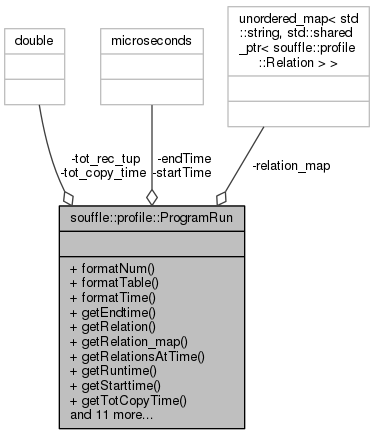 double
microseconds
unordered_map< std
::string, std::shared
_ptr< souffle::profile
::Relation > >
-tot_rec_tup
-tot_copy_time
-endTime
-startTime
-relation_map
souffle::profile::ProgramRun
+ formatNum()
+ formatTable()
+ formatTime()
+ getEndtime()
+ getRelation()
+ getRelation_map()
+ getRelationsAtTime()
+ getRuntime()
+ getStarttime()
+ getTotCopyTime()
and 11 more...